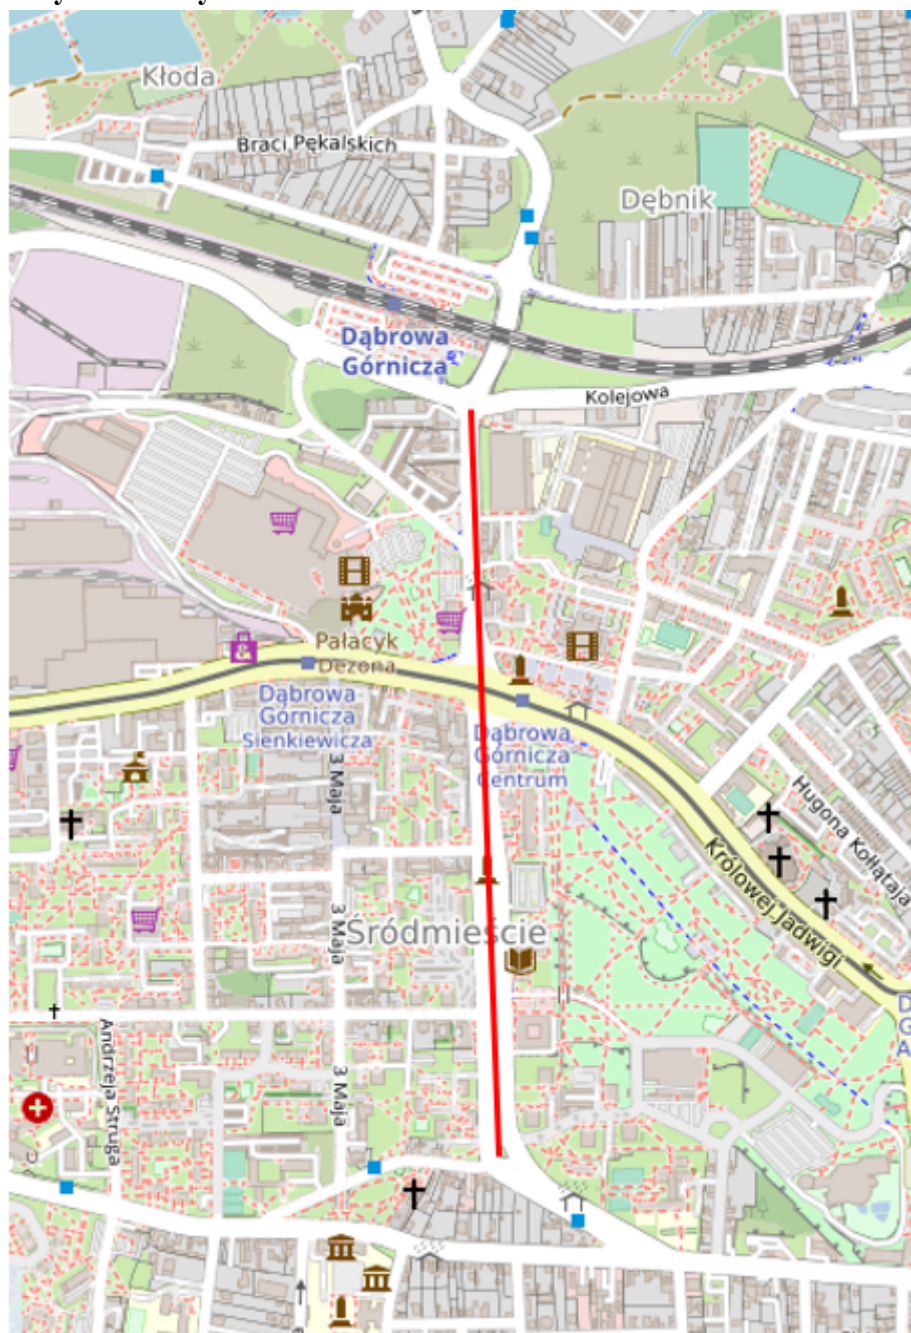 Kłoda
Braci Pękalskich
Dębnik
Dąbrowa
Górnicza
Kolejowa
Pałacyk
Dezona
Dąbrowa
Górnicza
Sienkiewicza
Dąbrowa
Górnicza
Centrum
3 Maja
Hugona Kołłątaja
Królowej Jadwigi
3 Maja
Śródmieście
Andrzeja Struga
3 Maja